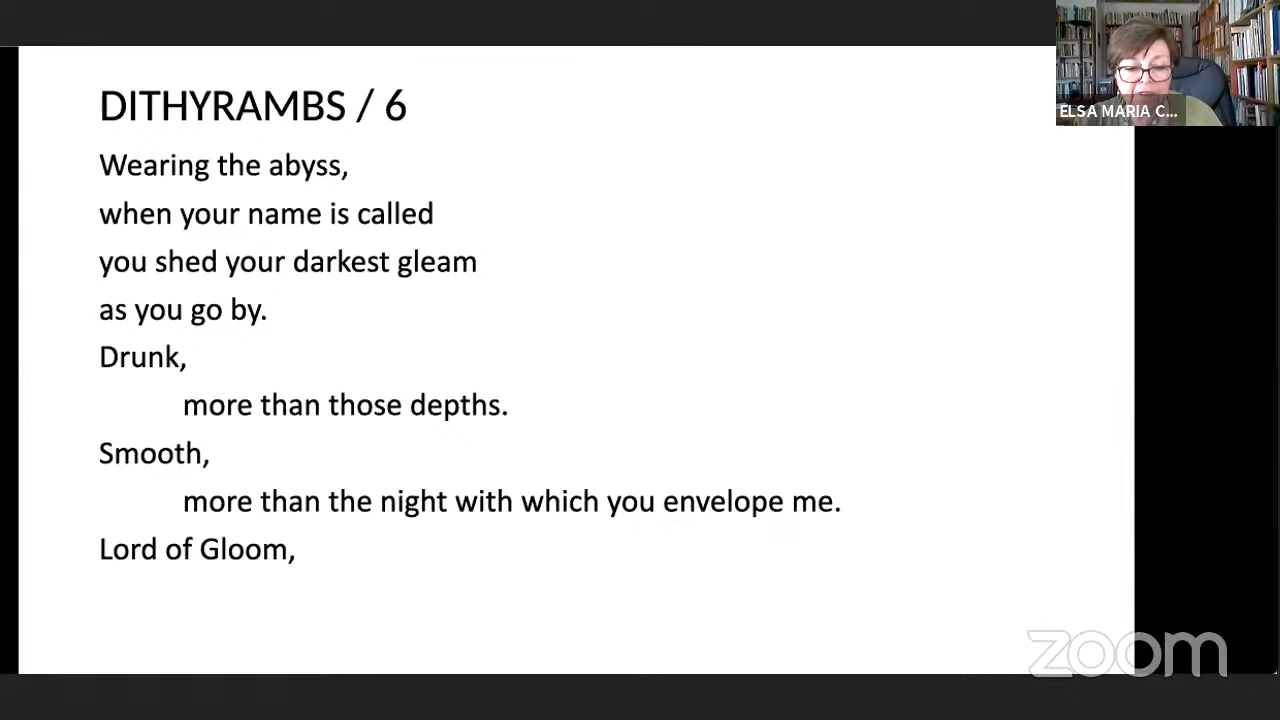 DITHYRAMBS / 6
ELSA MARIA C...
Wearing the abyss,
when your name is called
you shed your darkest gleam
as you go by.
Drunk,
more than those depths.
Smooth,
more than the night with which you envelope me.
Lord of Gloom,
zoom